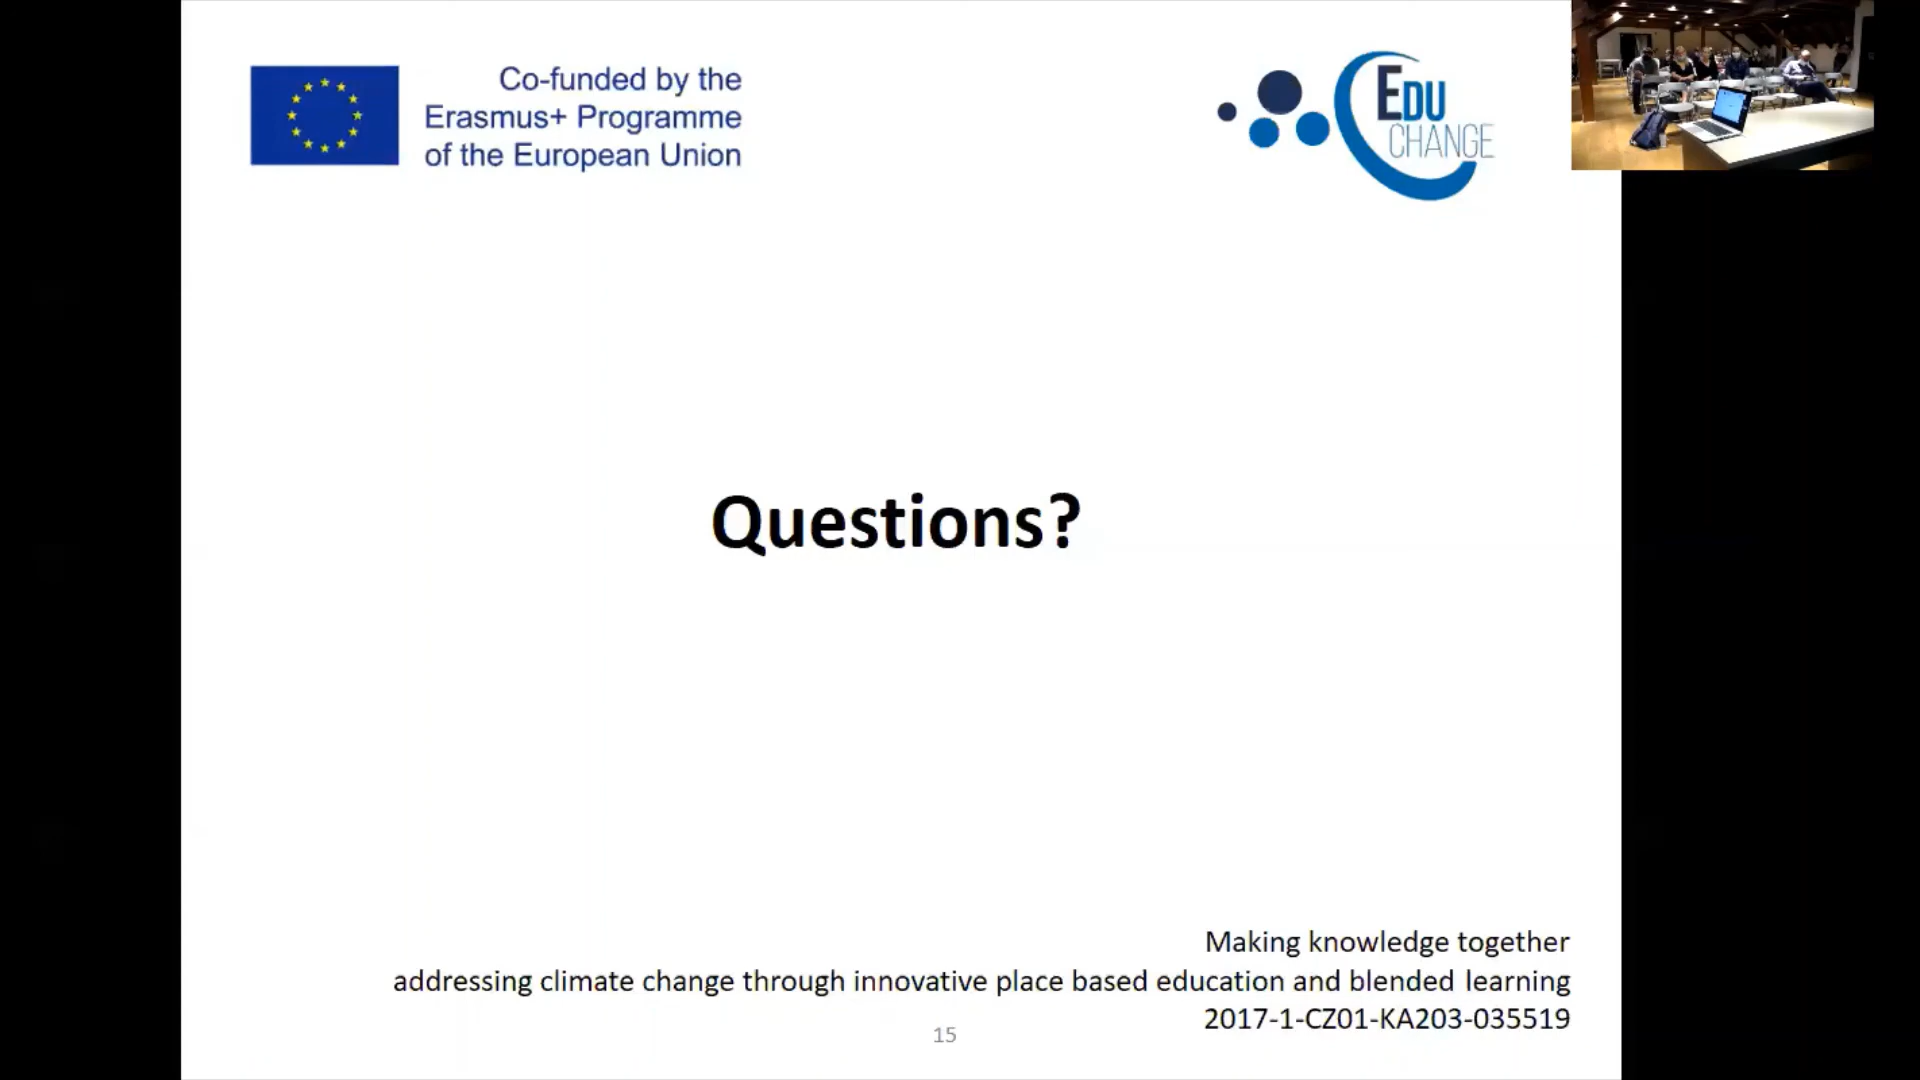 Co-funded by the
Erasmus+ Programme
of the European Union
EDU
CHANGE
Questions?
Making knowledge together
addressing climate change through innovative place based education and blended learning
2017-1-CZ01-KA203-035519
15